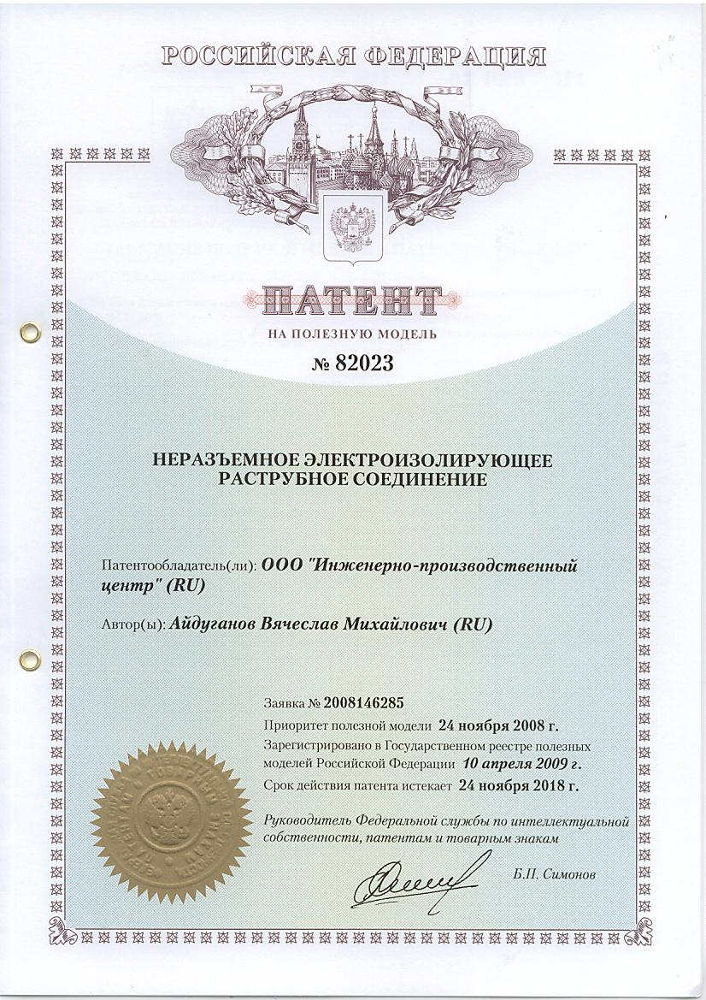 РОССИЙСКАЯ ФЕДЕРАЦИЯ
ПАТЕНТ
НА ПОЛЕЗНУЮ МОДЕЛЬ
№ 82023
НЕРАЗЪЕМНОЕ ЭЛЕКТРОИЗОЛИРУЮЩЕЕ
РАСТРУБНОЕ СОЕДИНЕНИЕ
Патентообладатель(ли): ООО "Инженерно-производственный
центр" (RU)
Автор(ы): Айдуганов Вячеслав Михайлович (RU)
Заявка № 2008146285
Приоритет полезной модели 24 ноября 2008 г.
Зарегистрировано в Государственном реестре полезных
моделей Российской Федерации 10 апреля 2009 г.
Срок действия патента истекает 24 ноября 2018 г.
Руководитель Федеральной службы по интеллектуальной
собственности, патентам и товарным знакам
Б.П. Симонов